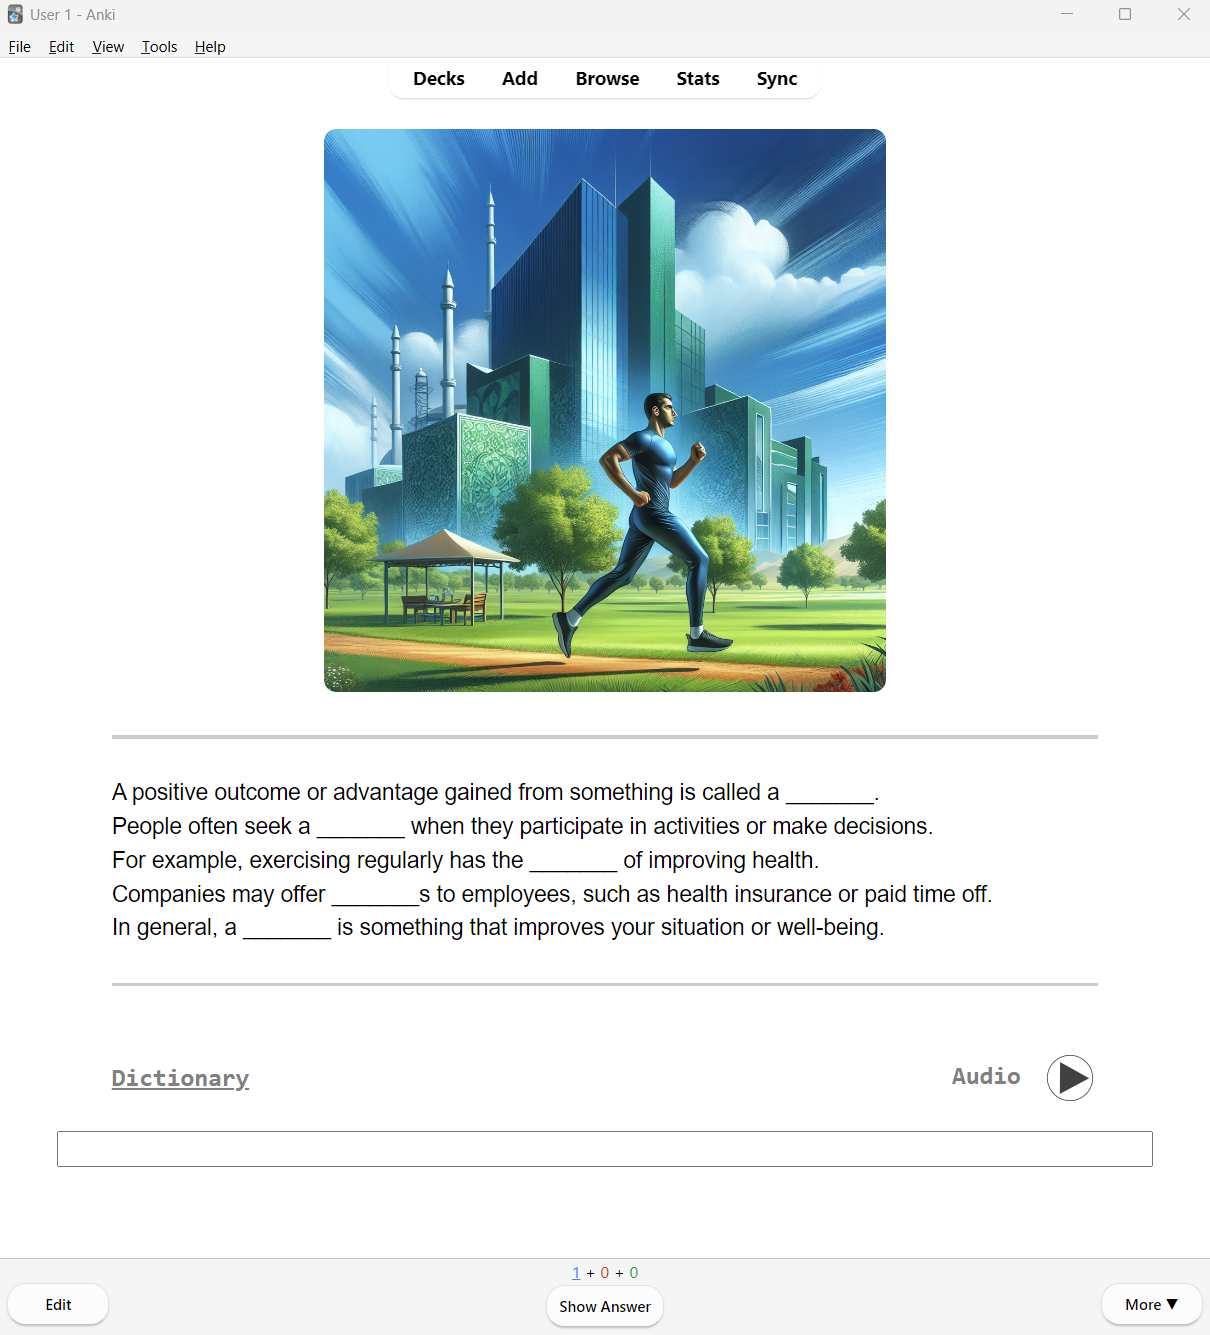 User 1 - Anki
File Edit View Tools Help
Decks Add Browse Stats Sync
A positive outcome or advantage gained from something is called a _______.
People often seek a _______ when they participate in activities or make decisions.
For example, exercising regularly has the _______ of improving health.
Companies may offer _______s to employees, such as health insurance or paid time off.
In general, a _______ is something that improves your situation or well-being.
Dictionary Audio
1 + 0 + 0
Edit Show Answer More ▼